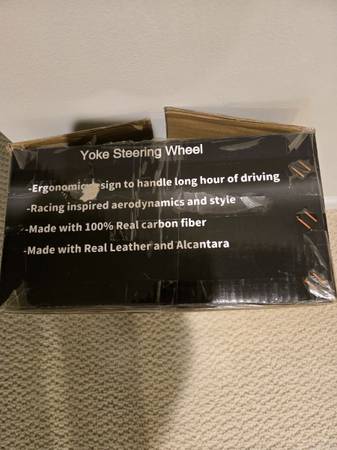 Yoke Steering Wheel
-Ergonomic design to handle long hour of driving
-Racing inspired aerodynamics and style
-Made with 100% Real carbon fiber
-Made with Real Leather and Alcantara